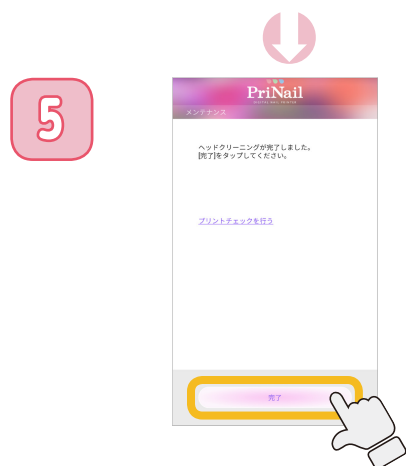 5
PriNail
DIGITAL NAIL PRINTER
メンテナンス
ヘッドクリーニングが完了しました。
[完了]をタップしてください。
プリントチェックを行う
完了